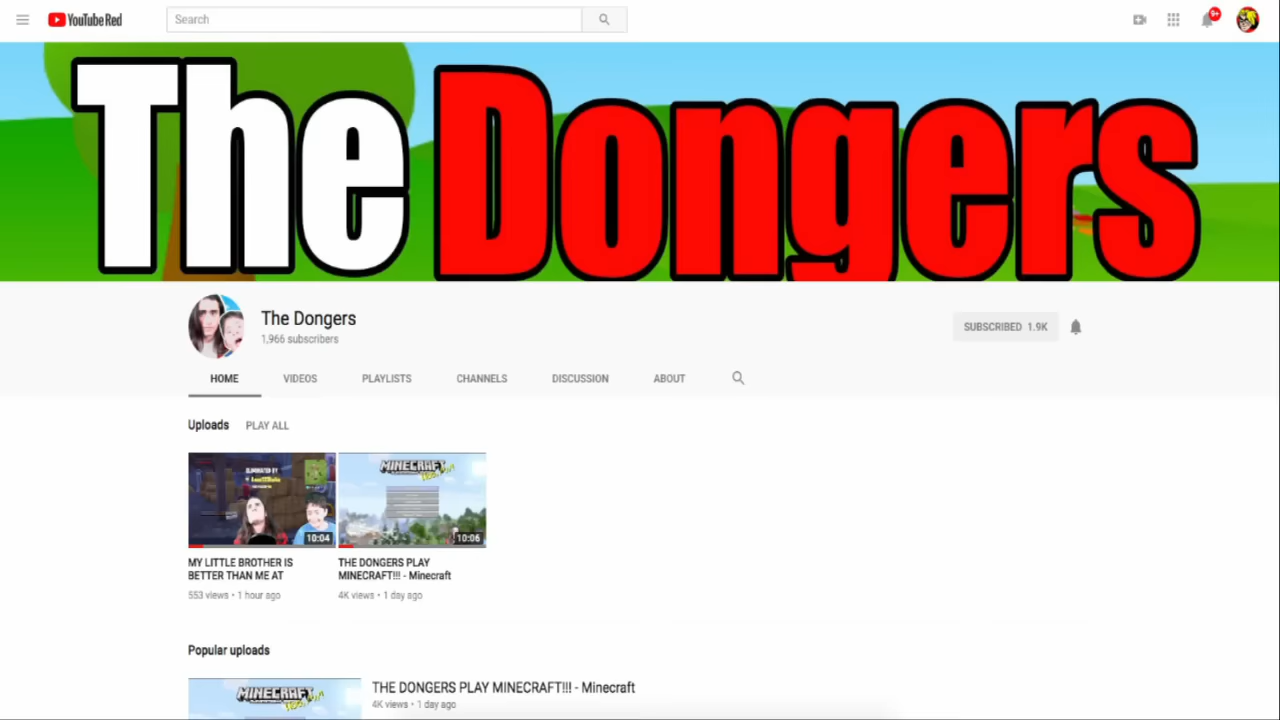 YouTube Red
Search
9+
The Dongers
The Dongers
1,966 subscribers
SUBSCRIBED 1.9K
HOME
VIDEOS
PLAYLISTS
CHANNELS
DISCUSSION
ABOUT
Uploads
PLAY ALL
ELIMINATED BY
10:04
MINECRAFT
10:06
MY LITTLE BROTHER IS
BETTER THAN ME AT
553 views • 1 hour ago
THE DONGERS PLAY
MINECRAFT!!! - Minecraft
4K views • 1 day ago
Popular uploads
MINECRAFT
THE DONGERS PLAY MINECRAFT!!! - Minecraft
4K views • 1 day ago